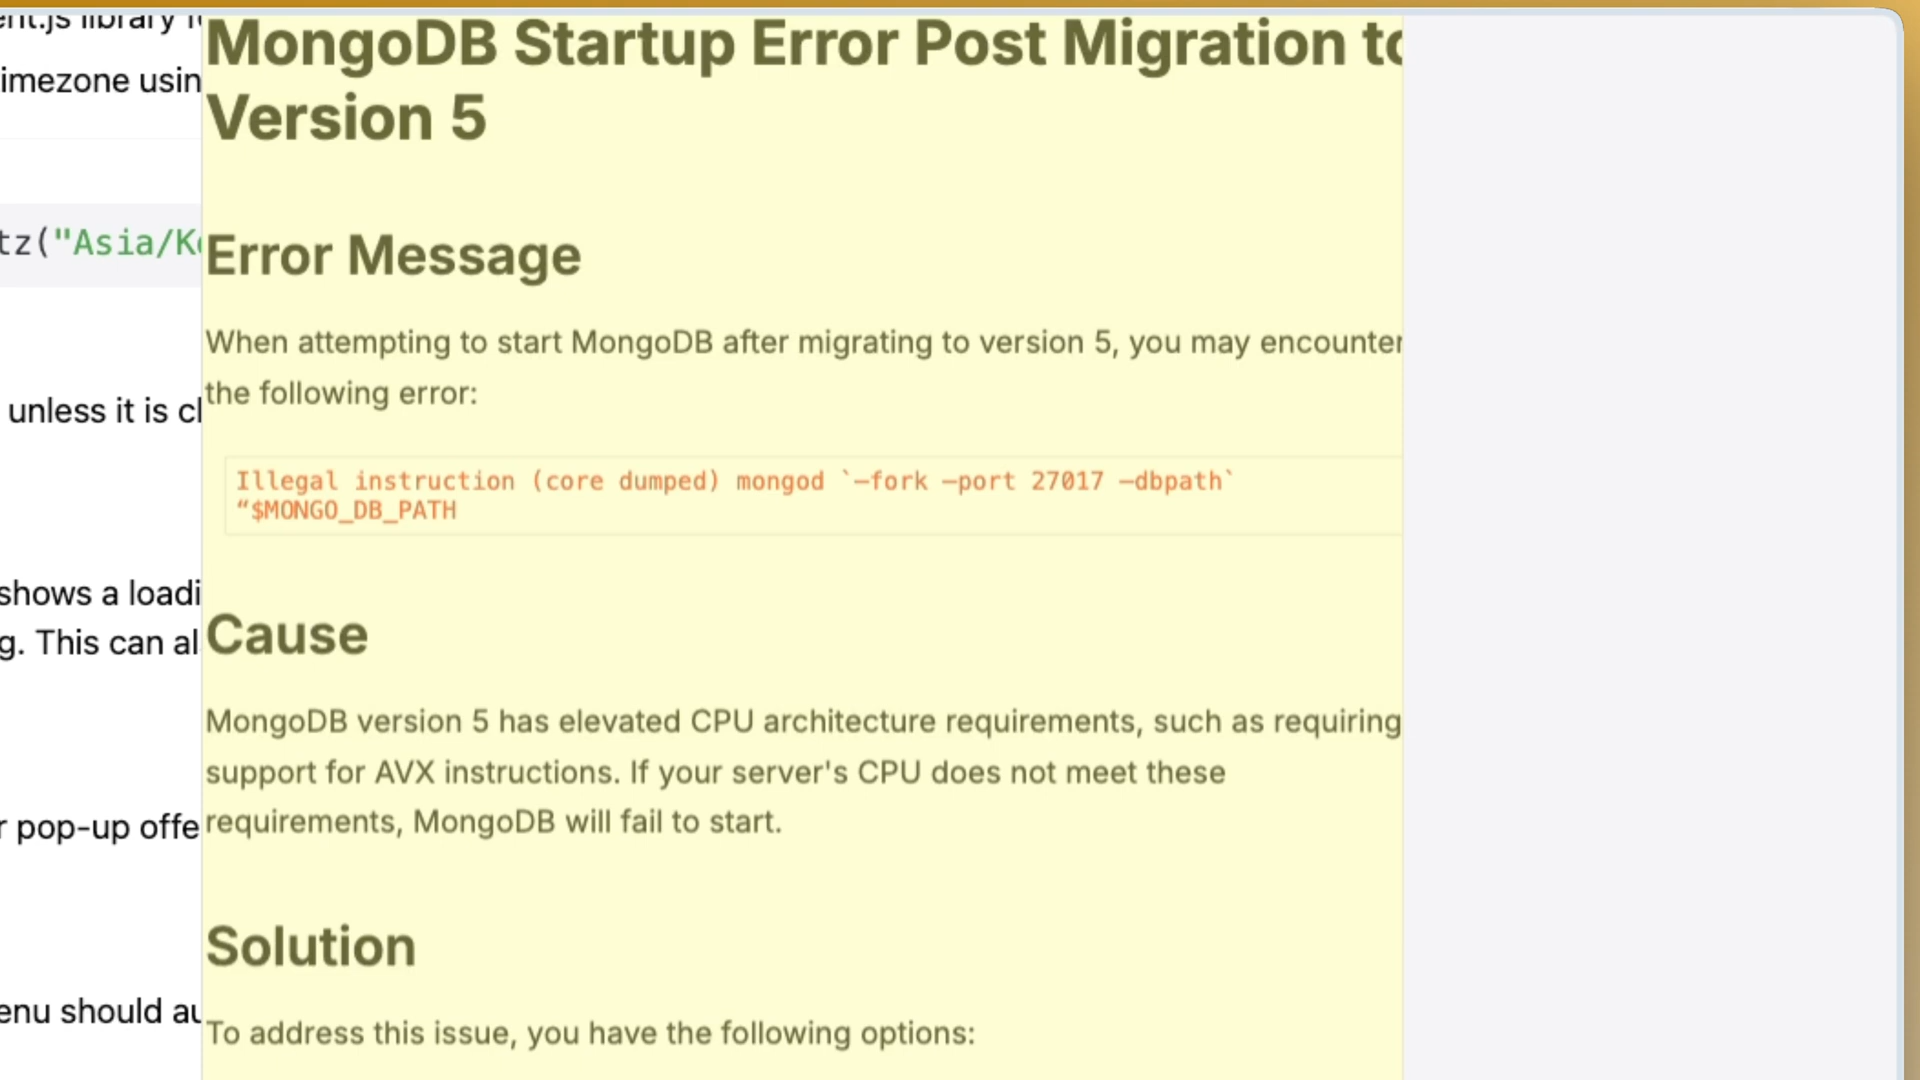 MongoDB Startup Error Post Migration to
Version 5
library
imezone usin
tz("Asia/K
Error Message
When attempting to start MongoDB after migrating to version 5, you may encounter
the following error:
unless it is cl
Illegal instruction (core dumped) mongod `—fork —port 27017 —dbpath`
“$MONGO_DB_PATH
shows a loadi
g. This can al
Cause
MongoDB version 5 has elevated CPU architecture requirements, such as requiring
support for AVX instructions. If your server's CPU does not meet these
requirements, MongoDB will fail to start.
r pop-up offe
Solution
enu should au
To address this issue, you have the following options: